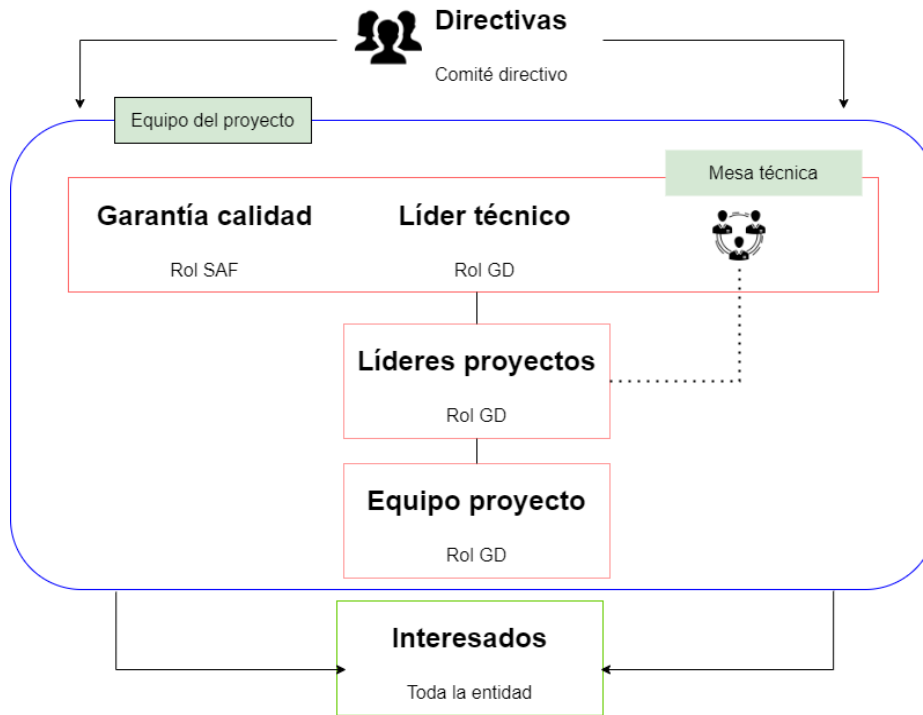 Directivas
Comité directivo
Equipo del proyecto
Mesa técnica
Garantía calidad
Líder técnico
Rol SAF
Rol GD
Líderes proyectos
Rol GD
Equipo proyecto
Rol GD
Interesados
Toda la entidad